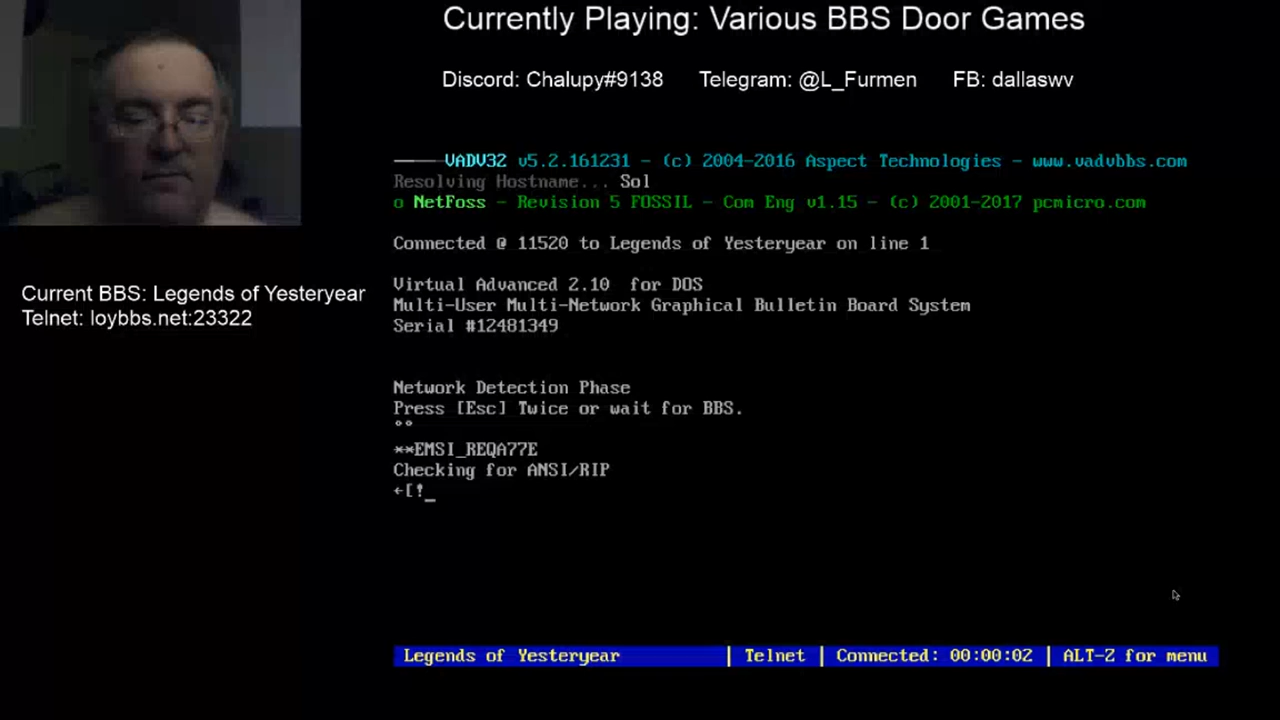 Currently Playing: Various BBS Door Games
Discord: Chalupy#9138 Telegram: @L_Furmen FB: dallaswv
VADV32 v5.2.161231 - (c) 2004-2016 Aspect Technologies - www.vadvbbs.com
Resolving Hostname... Sol
o NetFoss - Revision 5 FOSSIL - Com Eng v1.15 - (c) 2001-2017 pcmicro.com
Connected @ 11520 to Legends of Yesteryear on line 1
Virtual Advanced 2.10 for DOS
Multi-User Multi-Network Graphical Bulletin Board System
Serial #12481349
Current BBS: Legends of Yesteryear
Telnet: loybbs.net:23322
Network Detection Phase
Press [Esc] Twice or wait for BBS.
°°
**EMSI_REQA77E
Checking for ANSI/RIP
←[!_
Legends of Yesteryear | Telnet | Connected: 00:00:02 | ALT-Z for menu